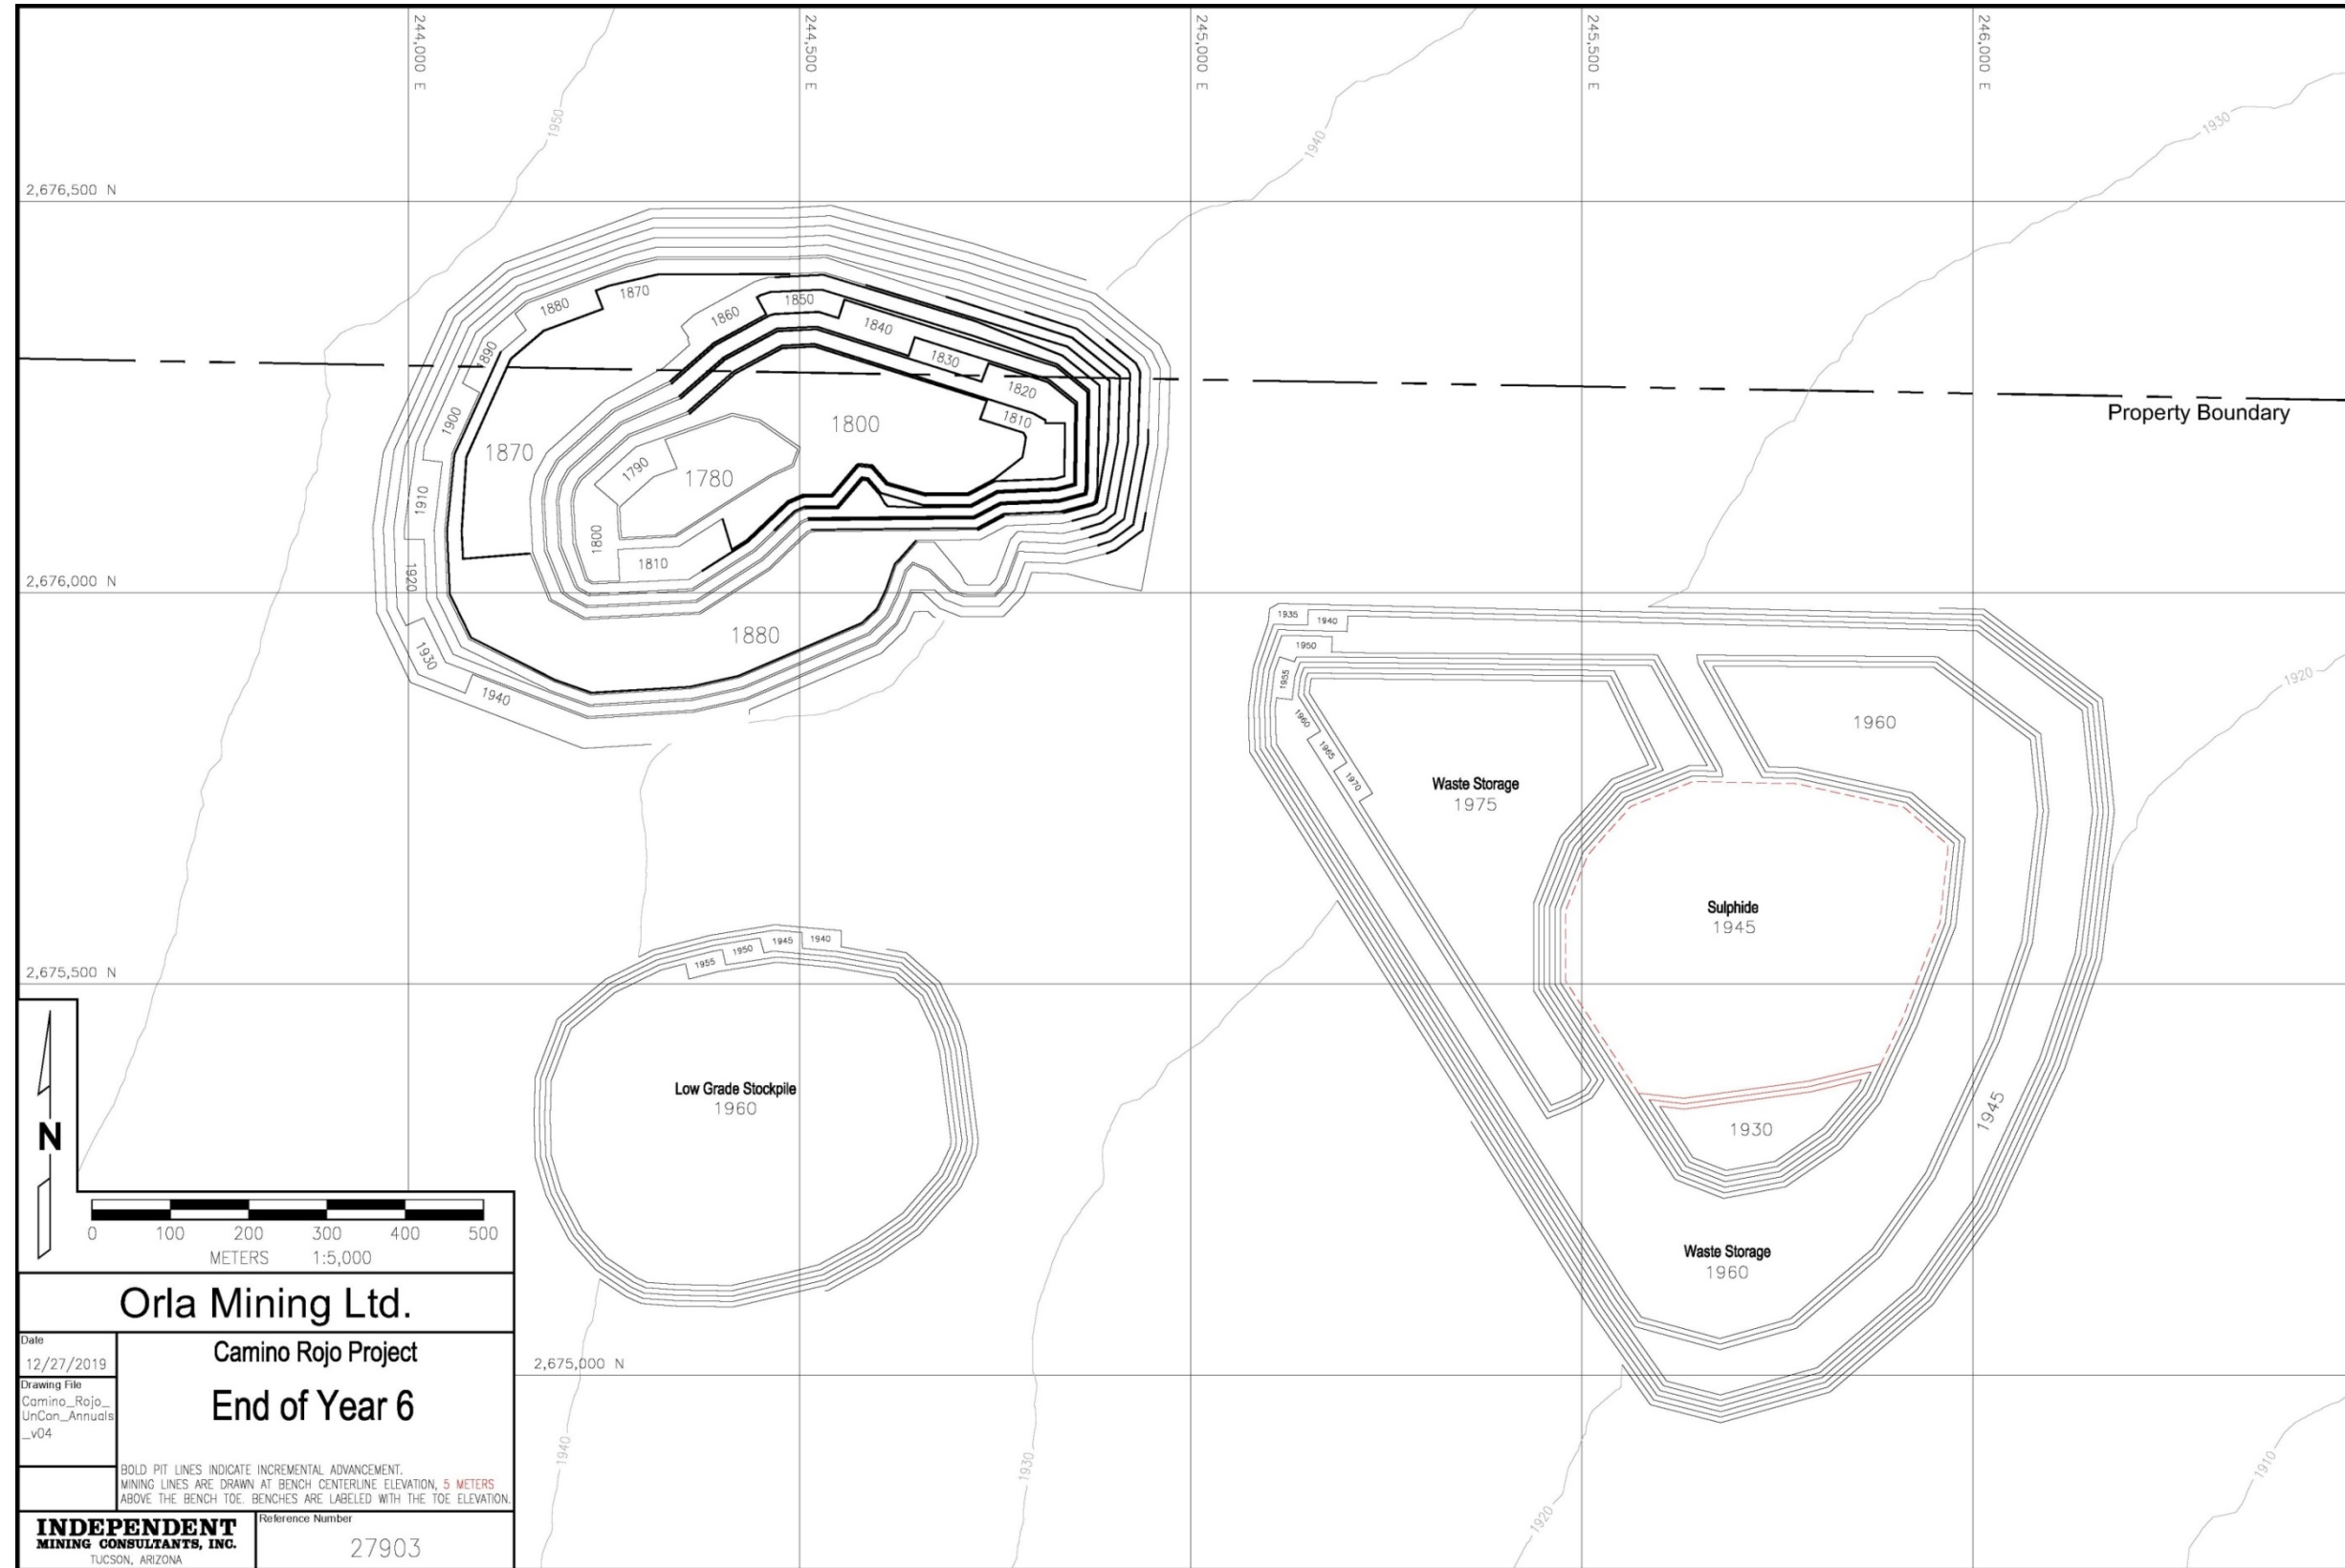 244,000 E
244,500 E
245,000 E
245,500 E
246,000 E
1950
1940
1930
2,676,500 N
1880
1870
1860
1850
1840
1830
1820
1810
1890
1900
1910
1920
1930
1940
1870
1800
1790
1780
1800
1810
1880
Property Boundary
2,676,000 N
1935
1940
1950
1955
1960
1965
1970
1960
1920
Waste Storage
1975
Sulphide
1945
1955
1950
1945
1940
2,675,500 N
Low Grade Stockpile
1960
1930
1945
Waste Storage
1960
2,675,000 N
1940
1930
1920
1910
N
0 100 200 300 400 500
METERS 1:5,000
Orla Mining Ltd.
Date
12/27/2019
Camino Rojo Project
Drawing File
Camino_Rojo_
UnCon_Annuals
_v04
End of Year 6
BOLD PIT LINES INDICATE INCREMENTAL ADVANCEMENT.
MINING LINES ARE DRAWN AT BENCH CENTERLINE ELEVATION, 5 METERS
ABOVE THE BENCH TOE. BENCHES ARE LABELED WITH THE TOE ELEVATION.
INDEPENDENT
MINING CONSULTANTS, INC.
TUCSON, ARIZONA
Reference Number
27903